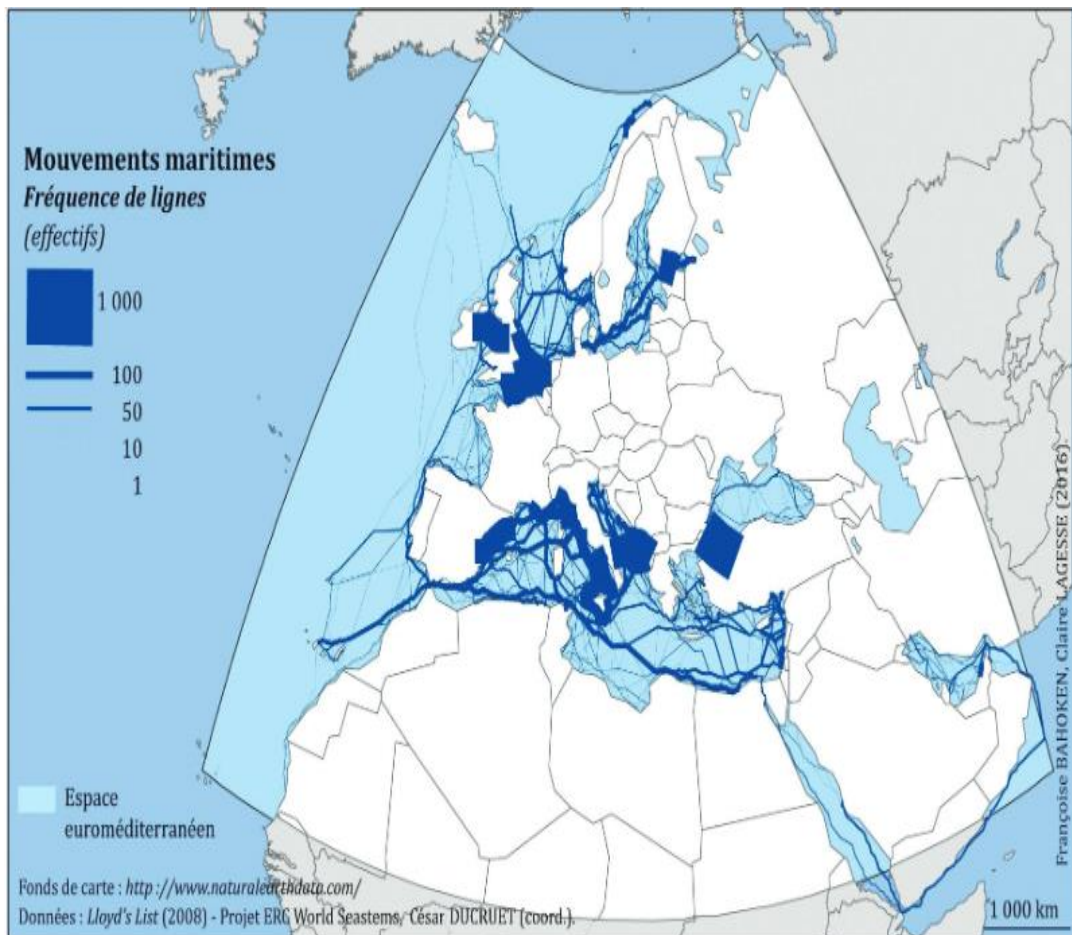 Mouvements maritimes
Fréquence de lignes
(effectifs)
1 000
100
50
10
1
Espace
euroméditerranéen
Fonds de carte : http ://www.naturalearthdata.com/
Données : Lloyd's List (2008) - Projet ERC World Seastems, César DUCRUET (coord.).
1 000 km
Françoise BAHOKEN, Claire LAGESSE (2016).